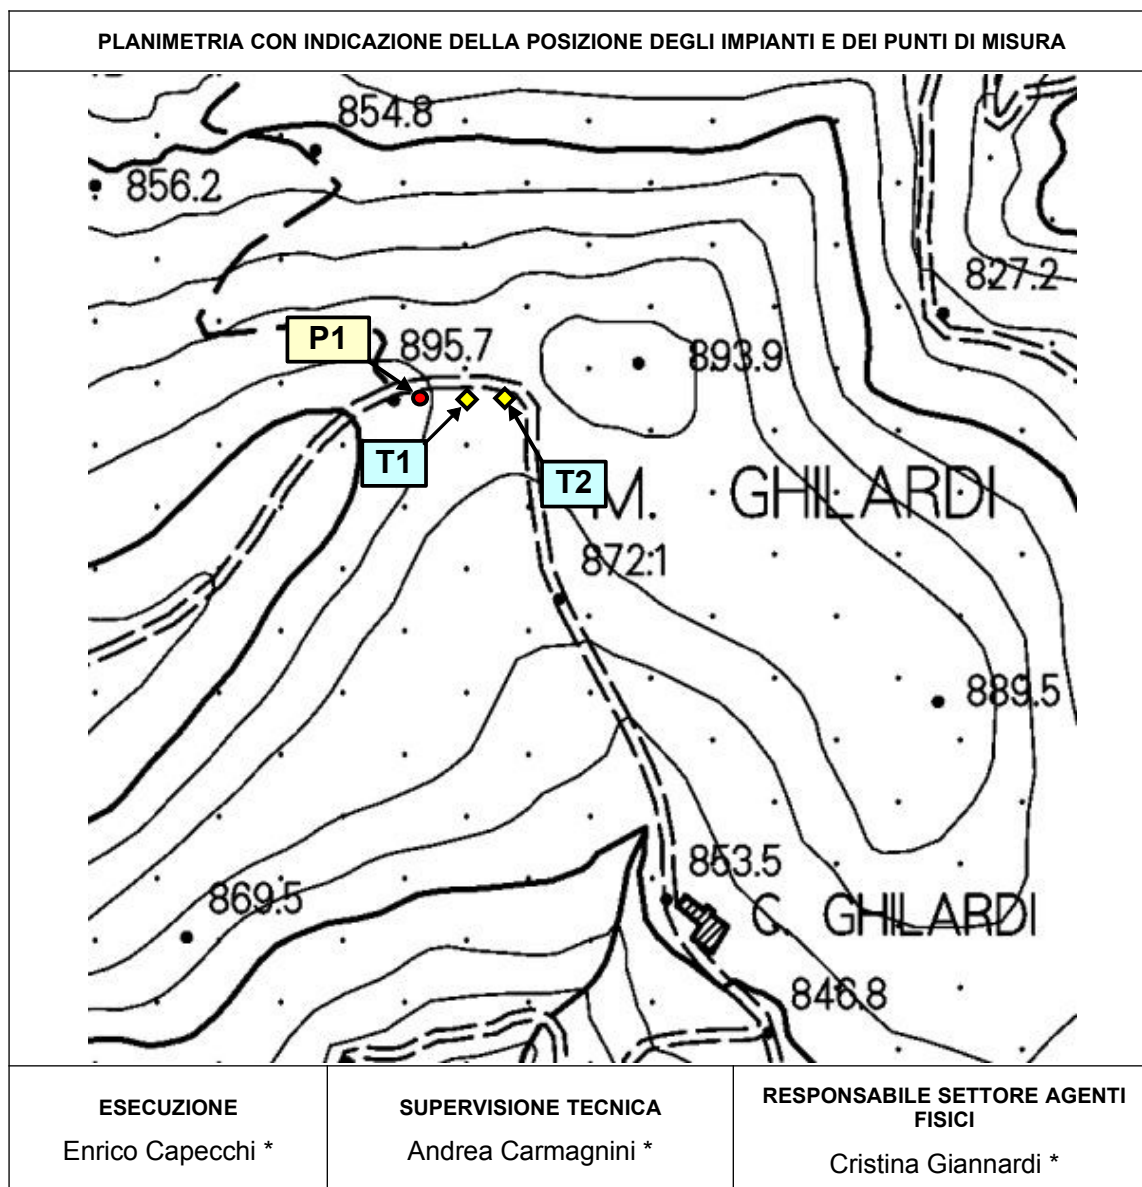 PLANIMETRIA CON INDICAZIONE DELLA POSIZIONE DEGLI IMPIANTI E DEI PUNTI DI MISURA
854.8
856.2
827.2
P1
895.7
893.9
T1
T2
M. GHILARDI
872.1
889.5
853.5
869.5
C. GHILARDI
846.8
ESECUZIONE
Enrico Capecchi *
SUPERVISIONE TECNICA
Andrea Carmagnini *
RESPONSABILE SETTORE AGENTI
FISICI
Cristina Giannardi *